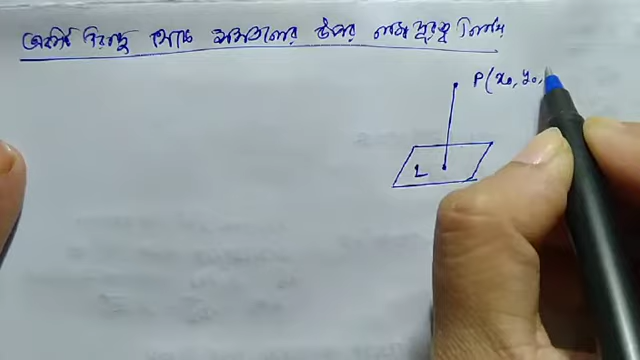 একটি বিন্দু থেকে সমতলের উপর লম্ব দূরত্ব নির্ণয়
P(x₀, y₀,
L